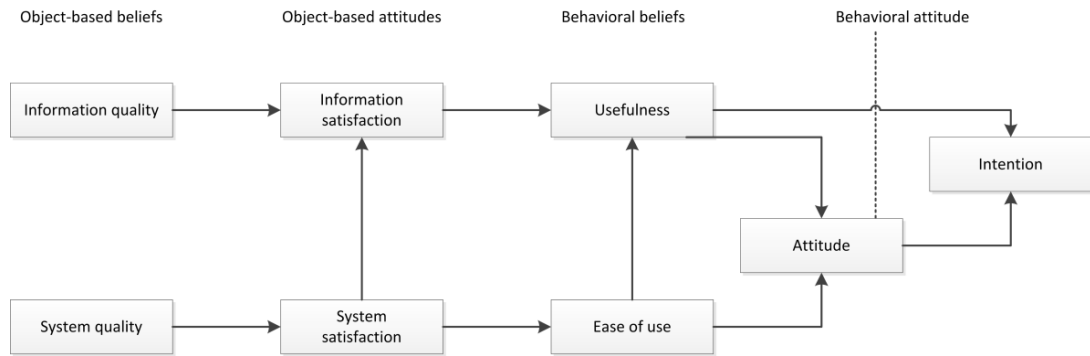 Object-based beliefs
Object-based attitudes
Behavioral beliefs
Behavioral attitude
Information quality
Information
satisfaction
Usefulness
Intention
Attitude
System quality
System
satisfaction
Ease of use